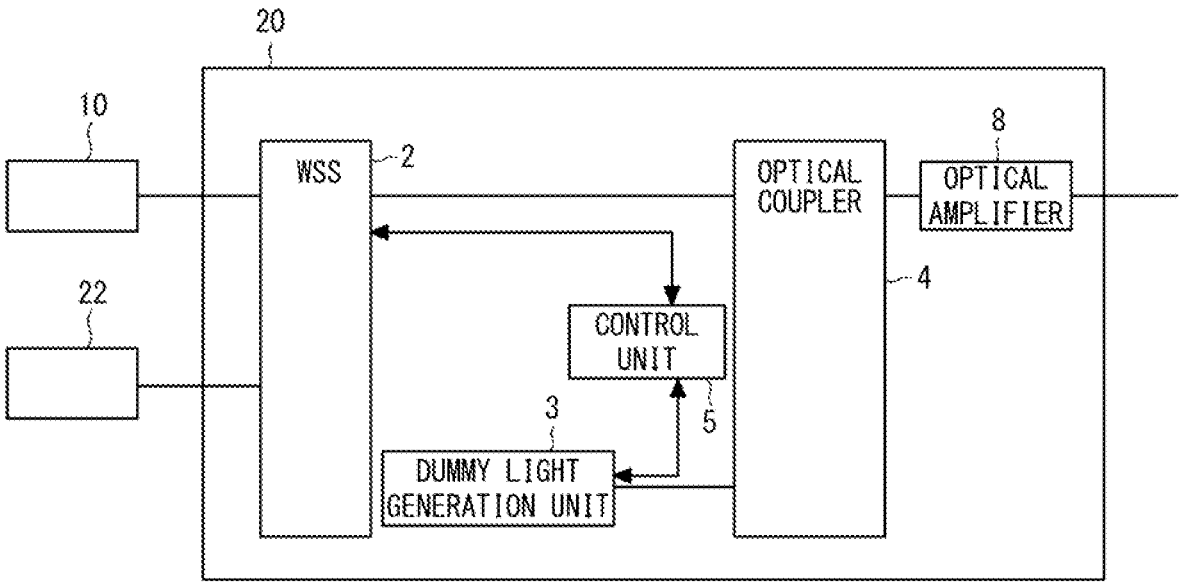 20
10
8
WSS
2
OPTICAL
COUPLER
OPTICAL
AMPLIFIER
4
22
CONTROL
UNIT
5
3
DUMMY LIGHT
GENERATION UNIT